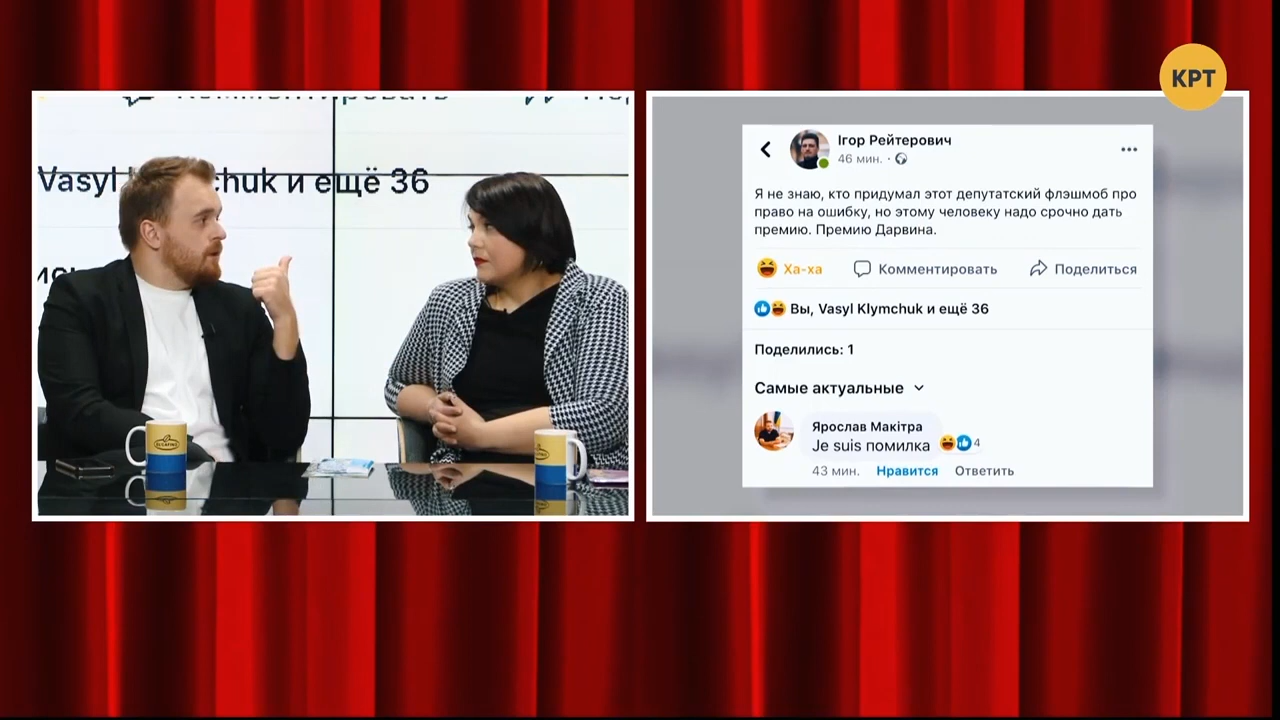 КРТ
Комментировать
Vasyl
chuk и ещё 36
Ігор Рейтерович
46 мин.
Я не знаю, кто придумал этот депутатский флэшмоб про
право на ошибку, но этому человеку надо срочно дать
премию. Премию Дарвина.
Ха-ха Комментировать Поделиться
Вы, Vasyl Klymchuk и ещё 36
Поделились: 1
Самые актуальные
Ярослав Макітра
Je suis помилка 4
43 мин. Нравится Ответить